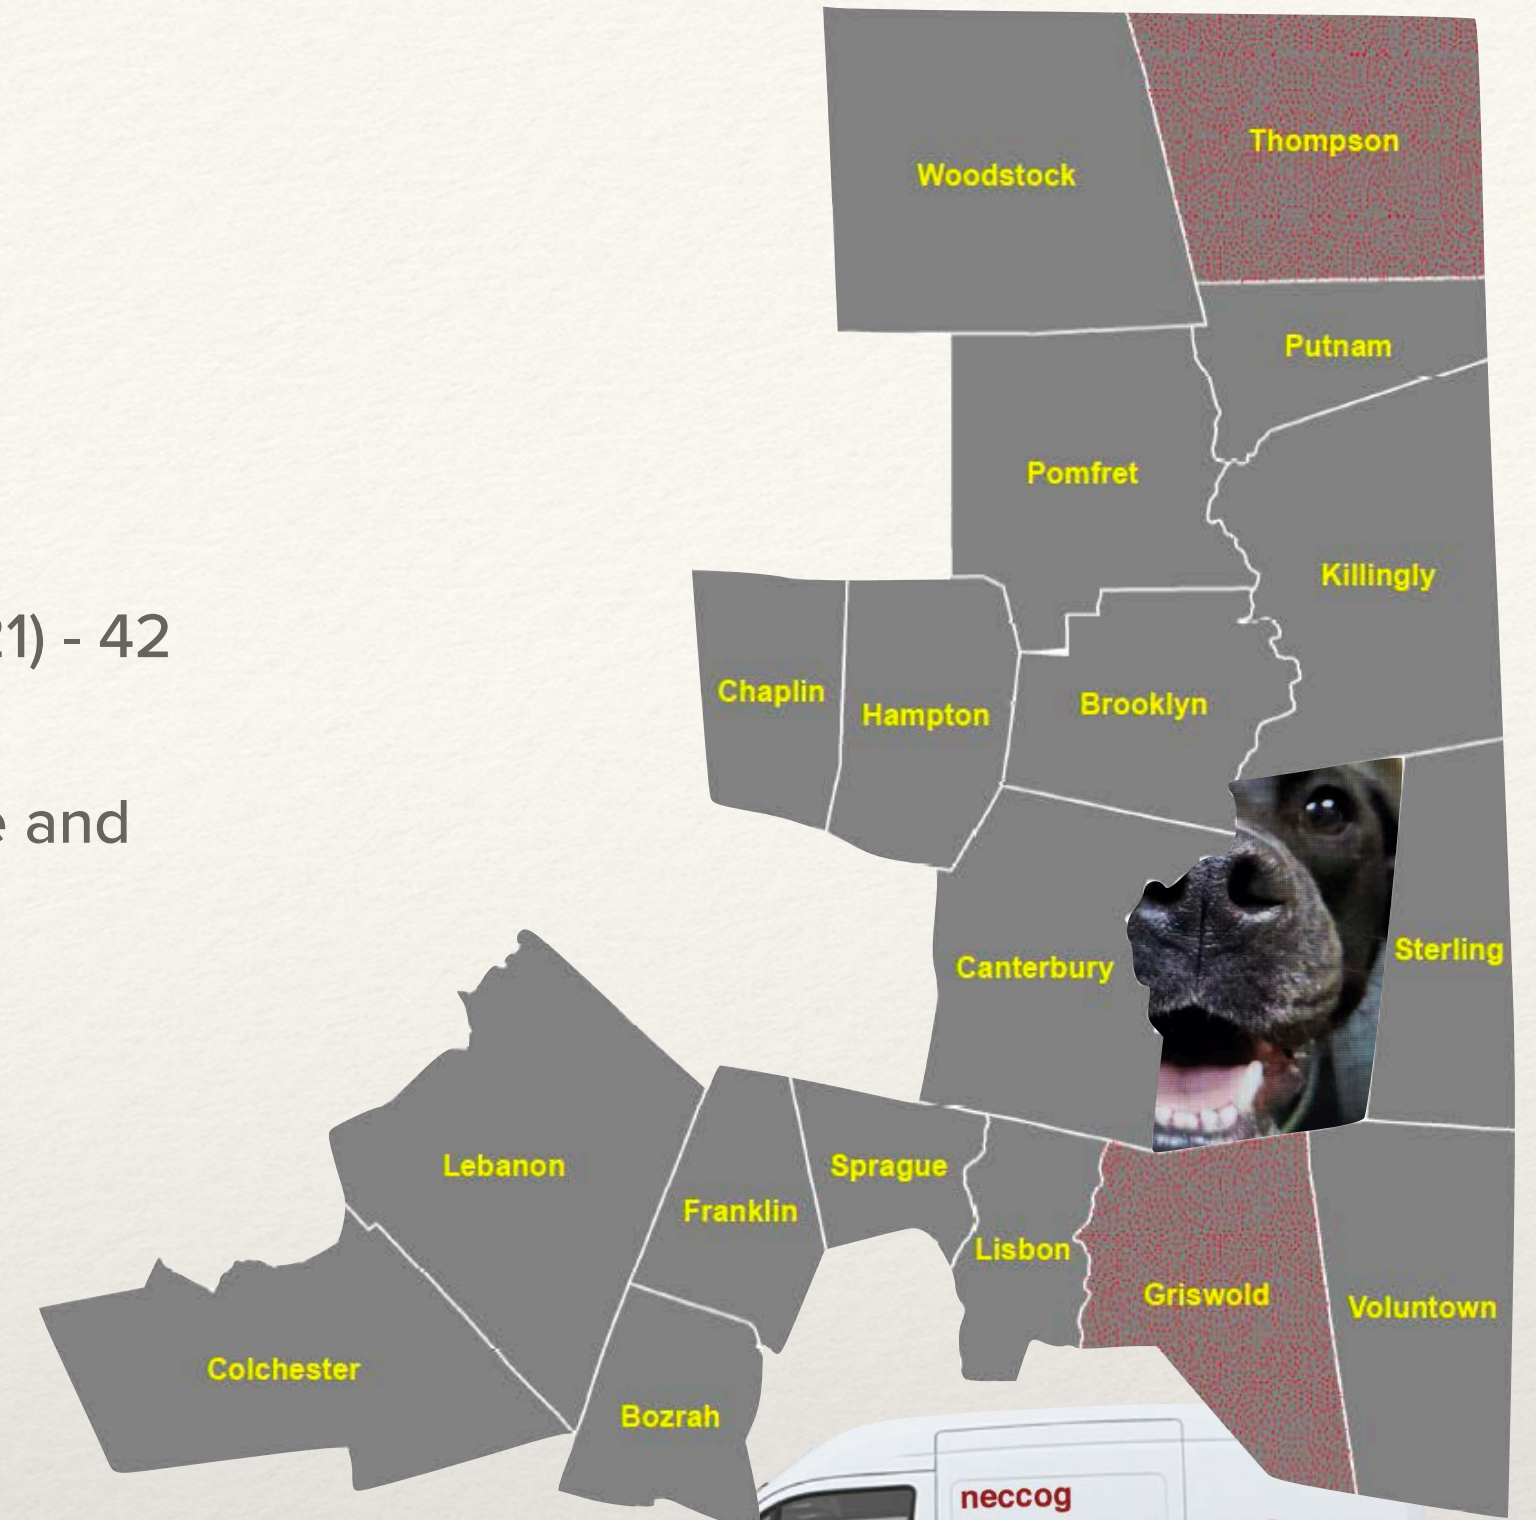 Thompson
Woodstock
Putnam
Pomfret
Killingly
21) - 42
Chaplin
Hampton
Brooklyn
and
Canterbury
Sterling
Lebanon
Franklin
Sprague
Lisbon
Griswold
Voluntown
Colchester
Bozrah
neccog